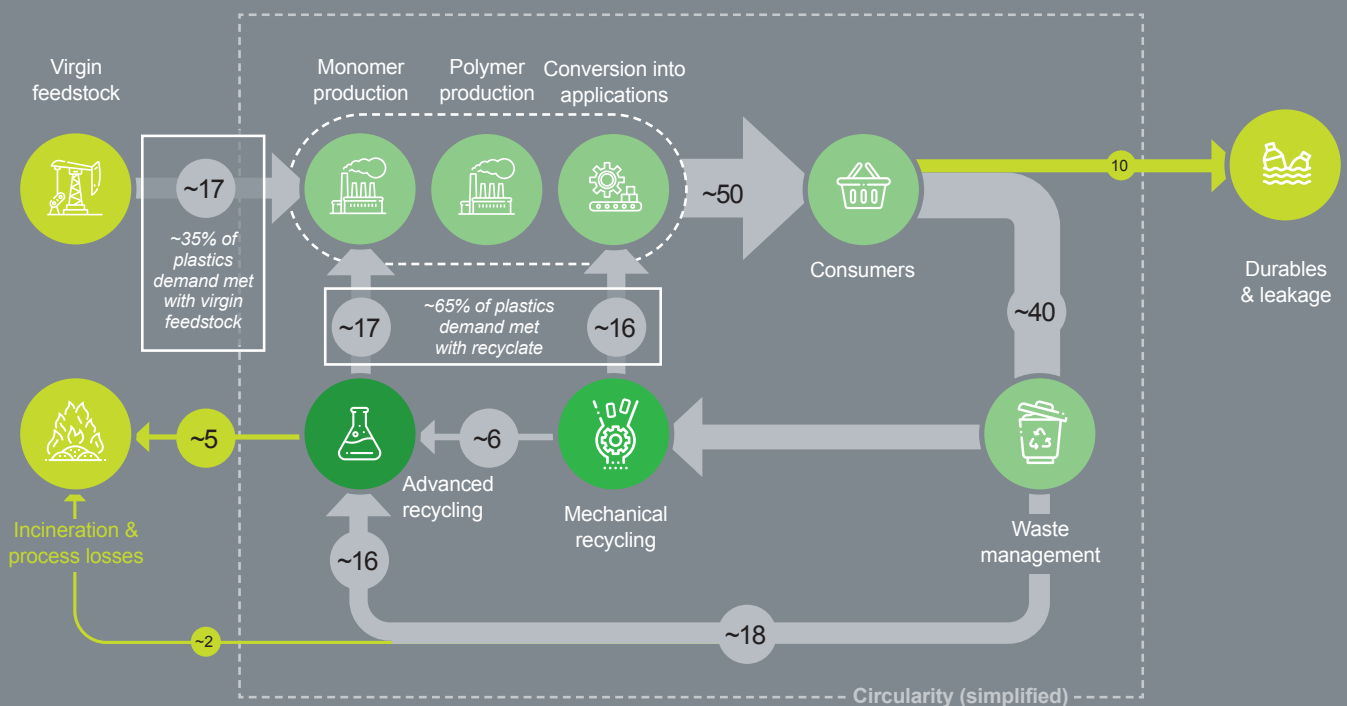 Virgin
feedstock
Monomer
production
Polymer
production
Conversion into
applications
~17
~35% of
plastics
demand met
with virgin
feedstock
~50
Consumers
10
Durables
& leakage
~17
~65% of plastics
demand met
with recyclate
~16
~40
~5
Incineration &
process losses
Advanced
recycling
~6
Mechanical
recycling
Waste
management
~16
~2
~18
Circularity (simplified)